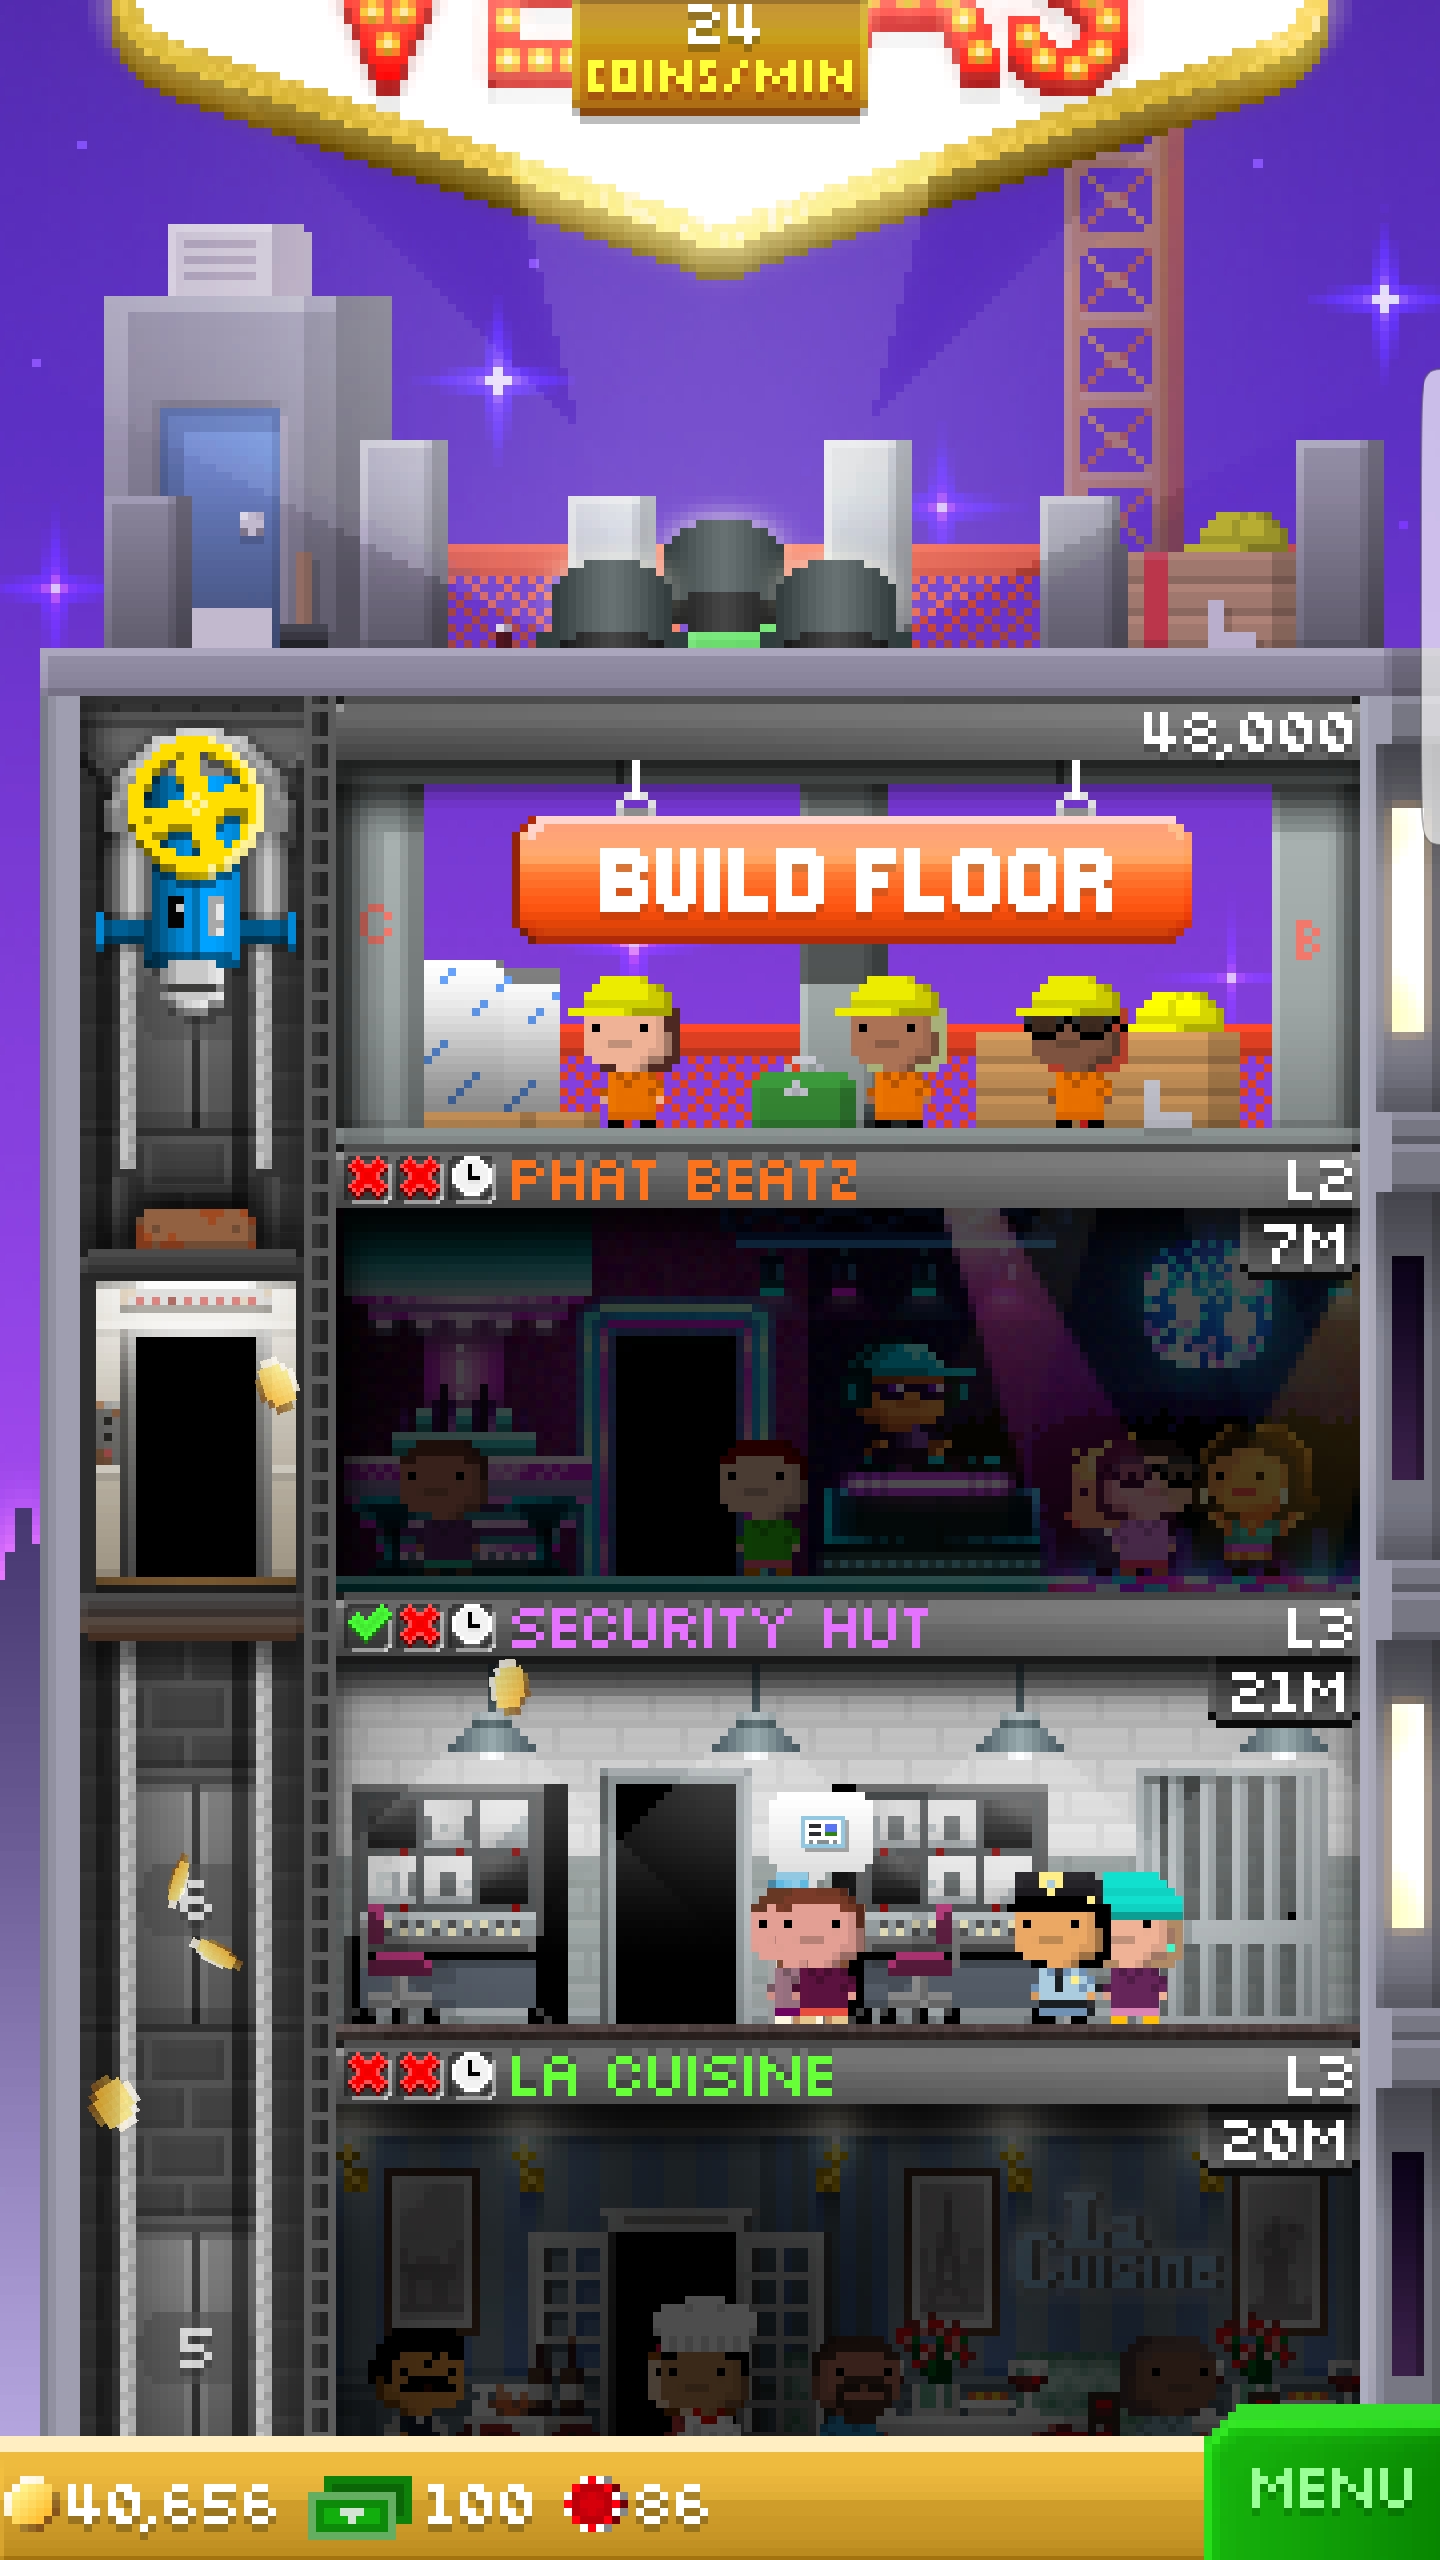 VEGAS
24
COINS/MIN
48,000
BUILD FLOOR
C
B
PHAT BEATZ
L2
7M
SECURITY HUT
L3
21M
6
LA CUISINE
L3
20M
La
Cuisine
5
40,656
100
86
MENU